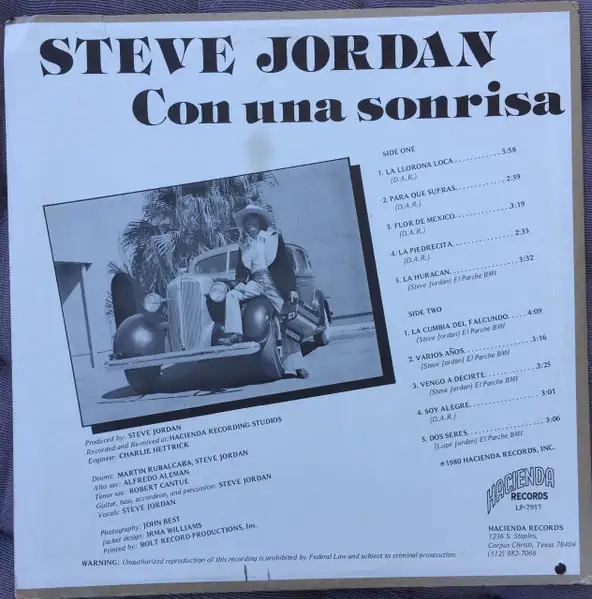 STEVE JORDAN
Con una sonrisa
SIDE ONE
1. LA LLORONA LOCA............3:58
(D.A.R.)
2. PARA QUE SUFRAS............2:59
(D.A.R.)
3. FLOR DE MEXICO............3:19
(D.A.R.)
4. LA PIEDRECITA............2:33
(D.A.R.)
5. LA HURACAN............3:32
(Steve Jordan) El Parche BMI
SIDE TWO
1. LA CUMBIA DEL FALCUNDO.....4:09
(Steve Jordan) El Parche BMI
2. VARIOS AÑOS............3:16
(Steve Jordan) El Parche BMI
3. VENGO A DECIRTE............3:25
(Steve Jordan) El Parche BMI
4. SOY ALEGRE............3:01
(D.A.R.)
5. DOS SERES............3:06
(Lupe Jordan) El Parche BMI
℗1980 HACIENDA RECORDS, INC.
Produced by: STEVE JORDAN
Recorded and Re-mixed at: HACIENDA RECORDING STUDIOS
Engineer: CHARLIE HETTRICK
Drums: MARTIN RUBALCABA, STEVE JORDAN
Alto sax: ALFREDO ALEMAN
Tenor sax: ROBERT CANTUE
Guitar, bass, accordeon, and percussion: STEVE JORDAN
Vocals: STEVE JORDAN
Photography: JOHN BEST
Jacket design: IRMA WILLIAMS
Printed by: BOLT RECORD PRODUCTIONS, Inc.
HACIENDA
RECORDS
LP-7917
HACIENDA RECORDS
1236 S. Staples,
Corpus Christi, Texas 78404
(512) 882-7066
WARNING: Unauthorized reproduction of this recording is prohibited by Federal Law and subject to criminal prosecution.